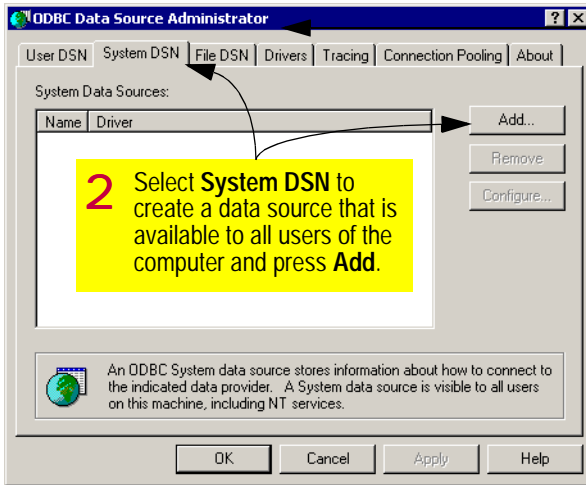 ODBC Data Source Administrator
User DSN System DSN File DSN Drivers Tracing Connection Pooling About
System Data Sources:
Name Driver
Add...
Remove
Configure...
2 Select System DSN to
create a data source that is
available to all users of the
computer and press Add.
An ODBC System data source stores information about how to connect to
the indicated data provider. A System data source is visible to all users
on this machine, including NT services.
OK Cancel Apply Help